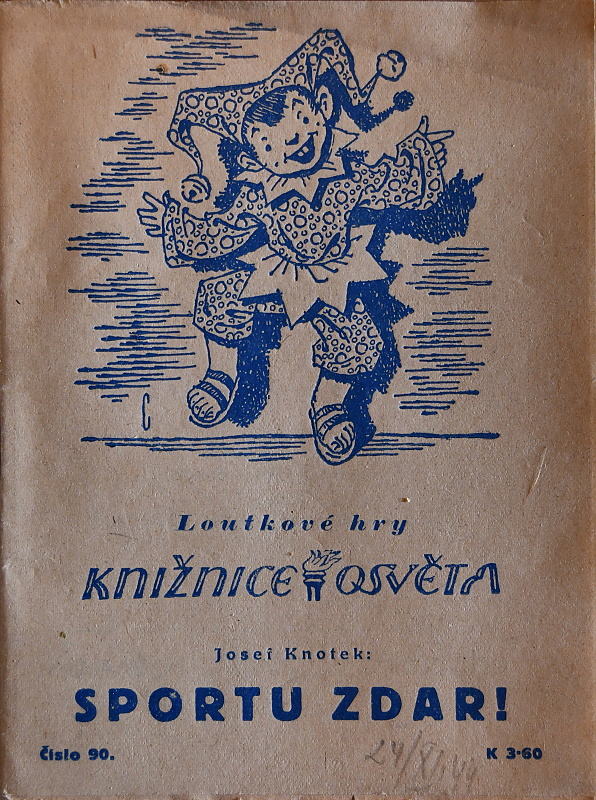 Loutkové hry
KNIŽNICE OSVĚTA
Josef Knotek:
SPORTU ZDAR!
Číslo 90.
K 3·60